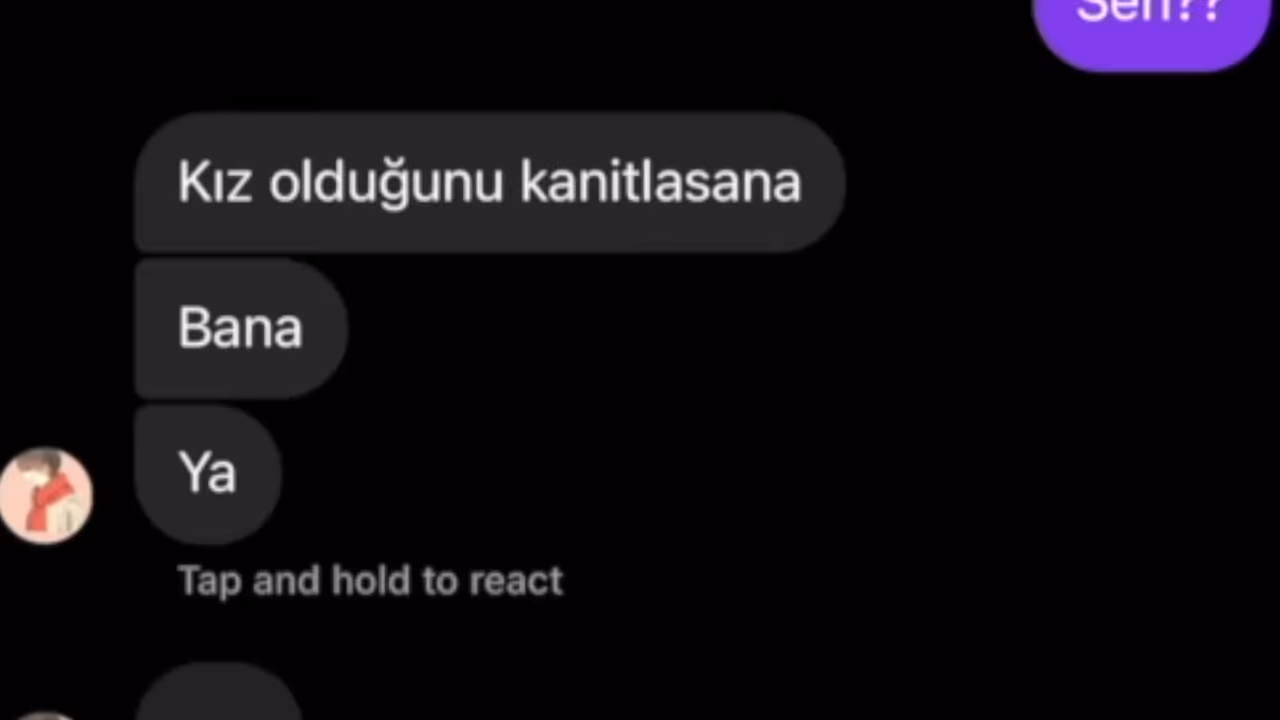 Sen??
Kız olduğunu kanitlasana
Bana
Ya
Tap and hold to react